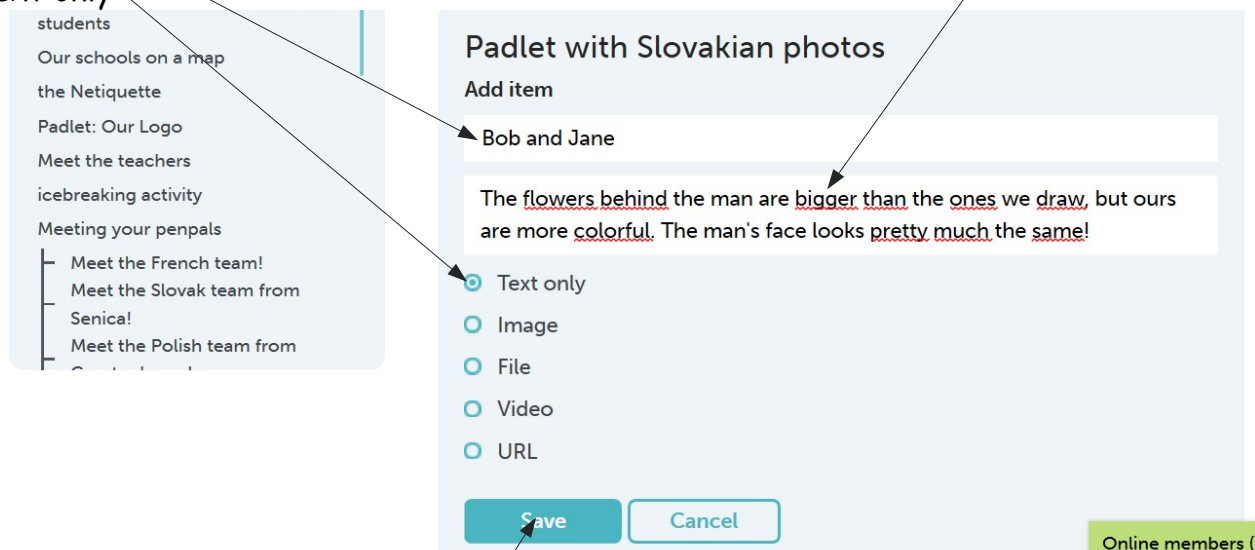 only
students
Our schools on a map
the Netiquette
Padlet: Our Logo
Meet the teachers
icebreaking activity
Meeting your penpals
Meet the French team!
Meet the Slovak team from
Senica!
Meet the Polish team from
Padlet with Slovakian photos
Add item
Bob and Jane
The flowers behind the man are bigger than the ones we draw, but ours
are more colorful. The man's face looks pretty much the same!
Text only
Image
File
Video
URL
Save
Cancel
Online members (